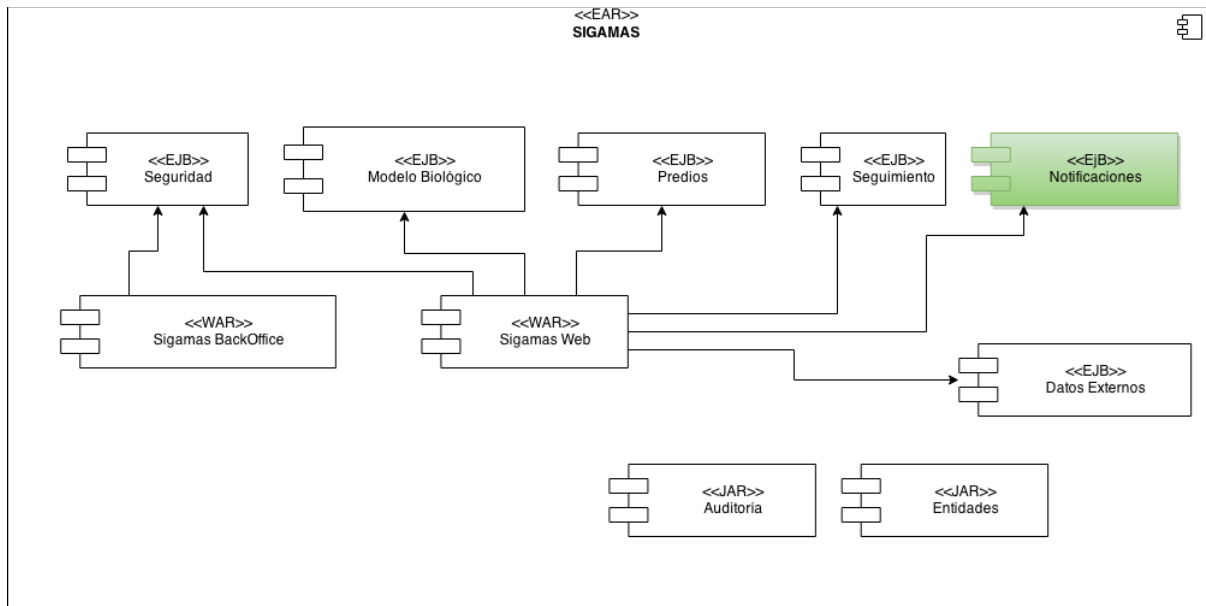 <<EAR>>
SIGAMAS
<<EJB>>
Seguridad
<<EJB>>
Modelo Biológico
<<EJB>>
Predios
<<EJB>>
Seguimiento
<<EjB>>
Notificaciones
<<WAR>>
Sigamas BackOffice
<<WAR>>
Sigamas Web
<<EJB>>
Datos Externos
<<JAR>>
Auditoria
<<JAR>>
Entidades